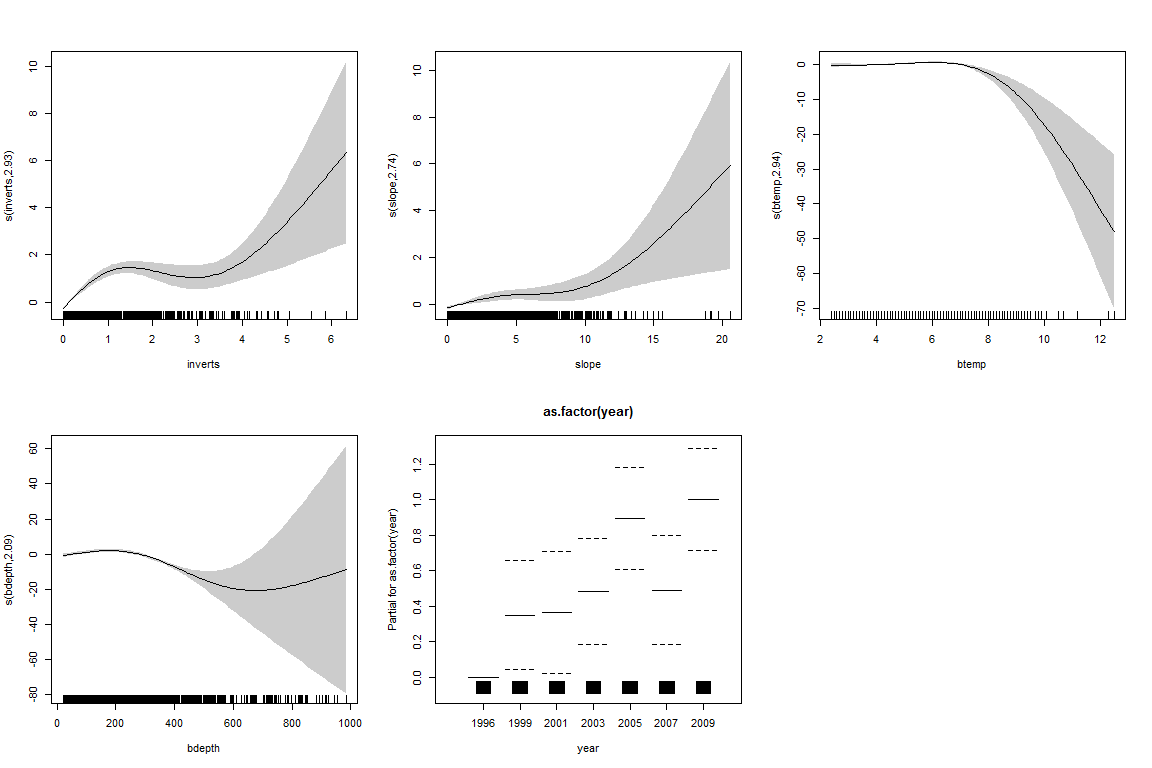 s(inverts,2.93)
0 2 4 6 8 10
0 1 2 3 4 5 6
inverts
s(slope,2.74)
0 2 4 6 8 10
0 5 10 15 20
slope
s(btemp,2.94)
-70 -60 -50 -40 -30 -20 -10 0
2 4 6 8 10 12
btemp
s(bdepth,2.09)
-80 -60 -40 -20 0 20 40 60
0 200 400 600 800 1000
bdepth
as.factor(year)
Partial for as.factor(year)
0.0 0.2 0.4 0.6 0.8 1.0 1.2
1996 1999 2001 2003 2005 2007 2009
year